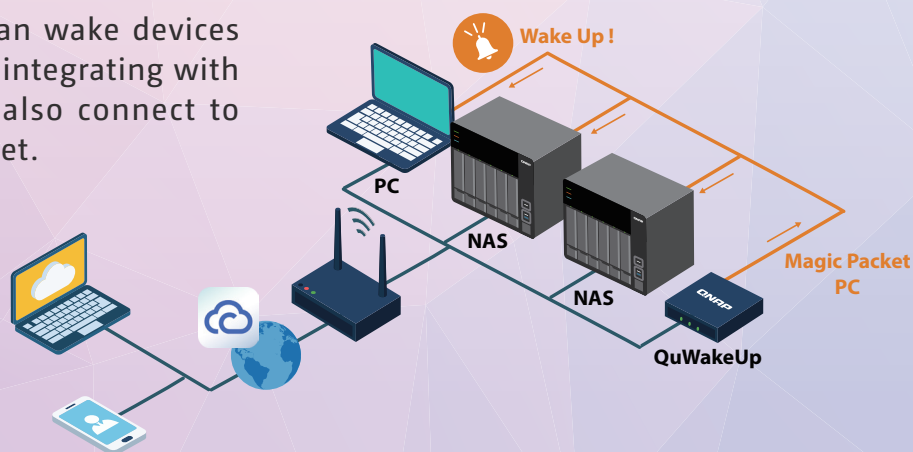 an wake devices
integrating with
also connect to
et.
Wake Up !
PC
NAS
NAS
QNAP
Magic Packet
PC
QuWakeUp